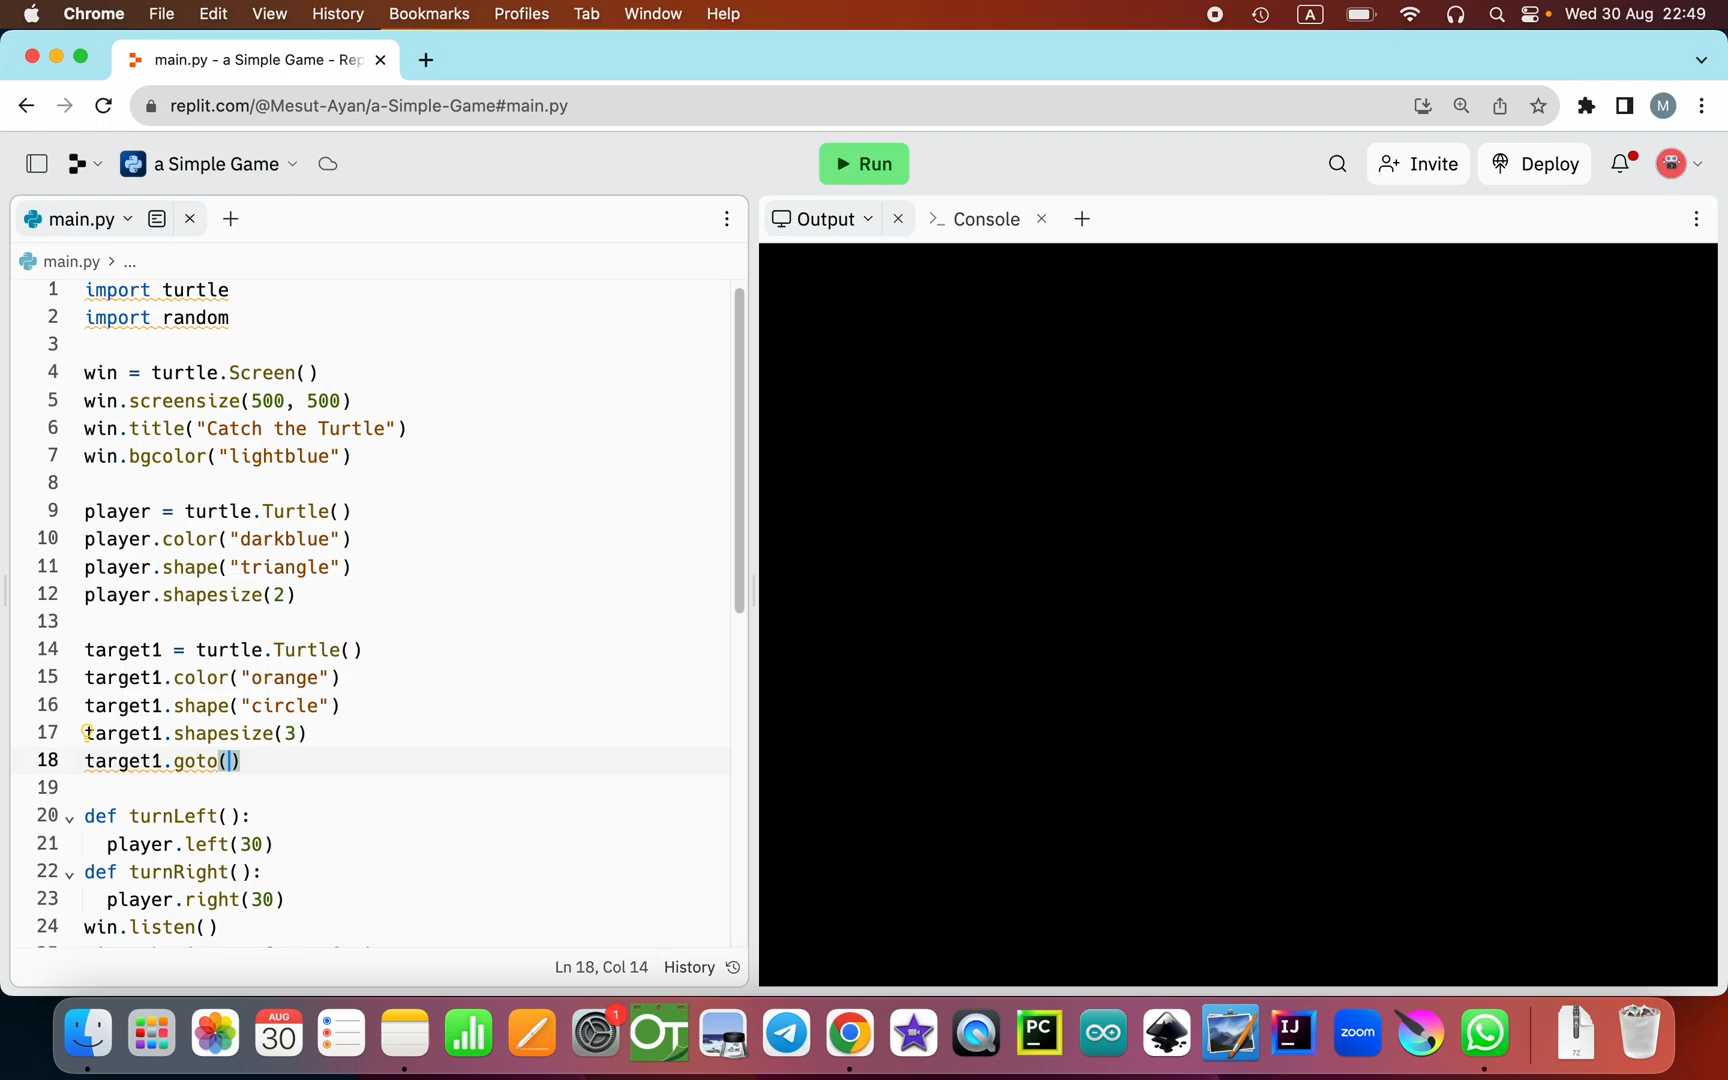 Chrome File Edit View History Bookmarks Profiles Tab Window Help A Wed 30 Aug 22:49
main.py - a Simple Game - Rep
replit.com/@Mesut-Ayan/a-Simple-Game#main.py M
a Simple Game Run Invite Deploy
main.py Output >_ Console
main.py > ...
1 import turtle
2 import random
3
4 win = turtle.Screen()
5 win.screensize(500, 500)
6 win.title("Catch the Turtle")
7 win.bgcolor("lightblue")
8
9 player = turtle.Turtle()
10 player.color("darkblue")
11 player.shape("triangle")
12 player.shapesize(2)
13
14 target1 = turtle.Turtle()
15 target1.color("orange")
16 target1.shape("circle")
17 target1.shapesize(3)
18 target1.goto()
19
20 def turnLeft():
21 player.left(30)
22 def turnRight():
23 player.right(30)
24 win.listen()
Ln 18, Col 14 History
AUG 30 1 OT PC IJ zoom 7Z